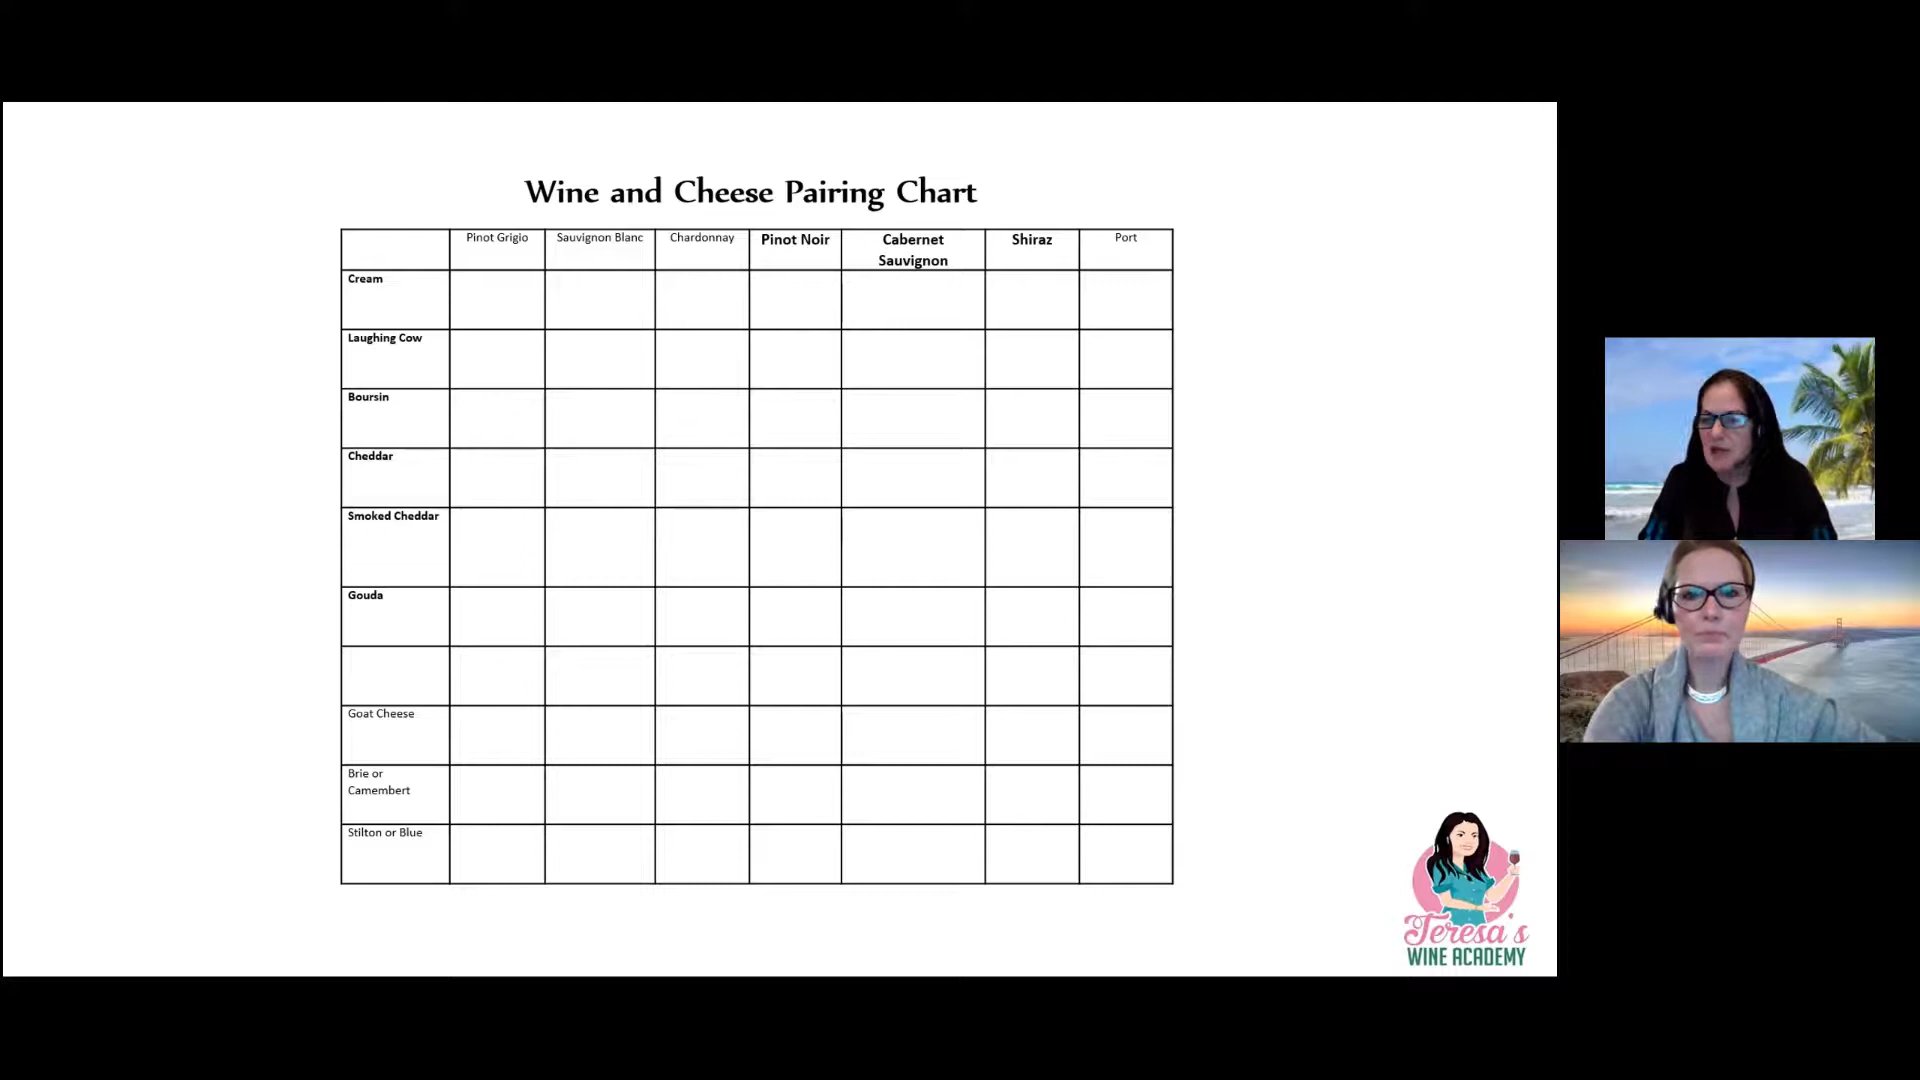 Wine and Cheese Pairing Chart
Pinot Grigio Sauvignon Blanc Chardonnay Pinot Noir Cabernet Sauvignon Shiraz Port
Cream
Laughing Cow
Boursin
Cheddar
Smoked Cheddar
Gouda
Goat Cheese
Brie or
Camembert
Stilton or Blue
Teresa's
WINE ACADEMY